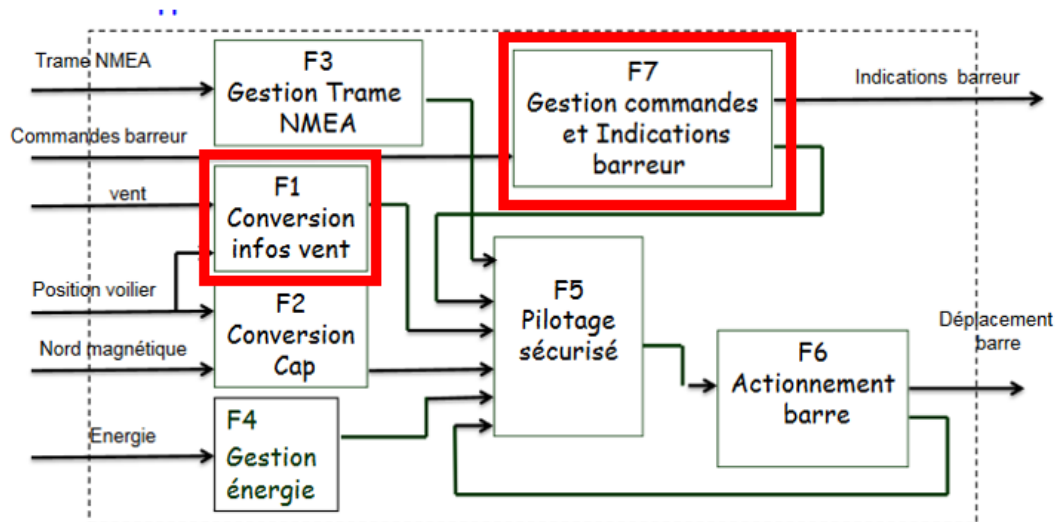 Trame NMEA
F3
Gestion Trame
NMEA
F7
Gestion commandes
et Indications
barreur
Indications barreur
Commandes barreur
vent
F1
Conversion
infos vent
Position voilier
F2
Conversion
Cap
Nord magnétique
F5
Pilotage
sécurisé
Déplacement
barre
F6
Actionnement
barre
Energie
F4
Gestion
énergie